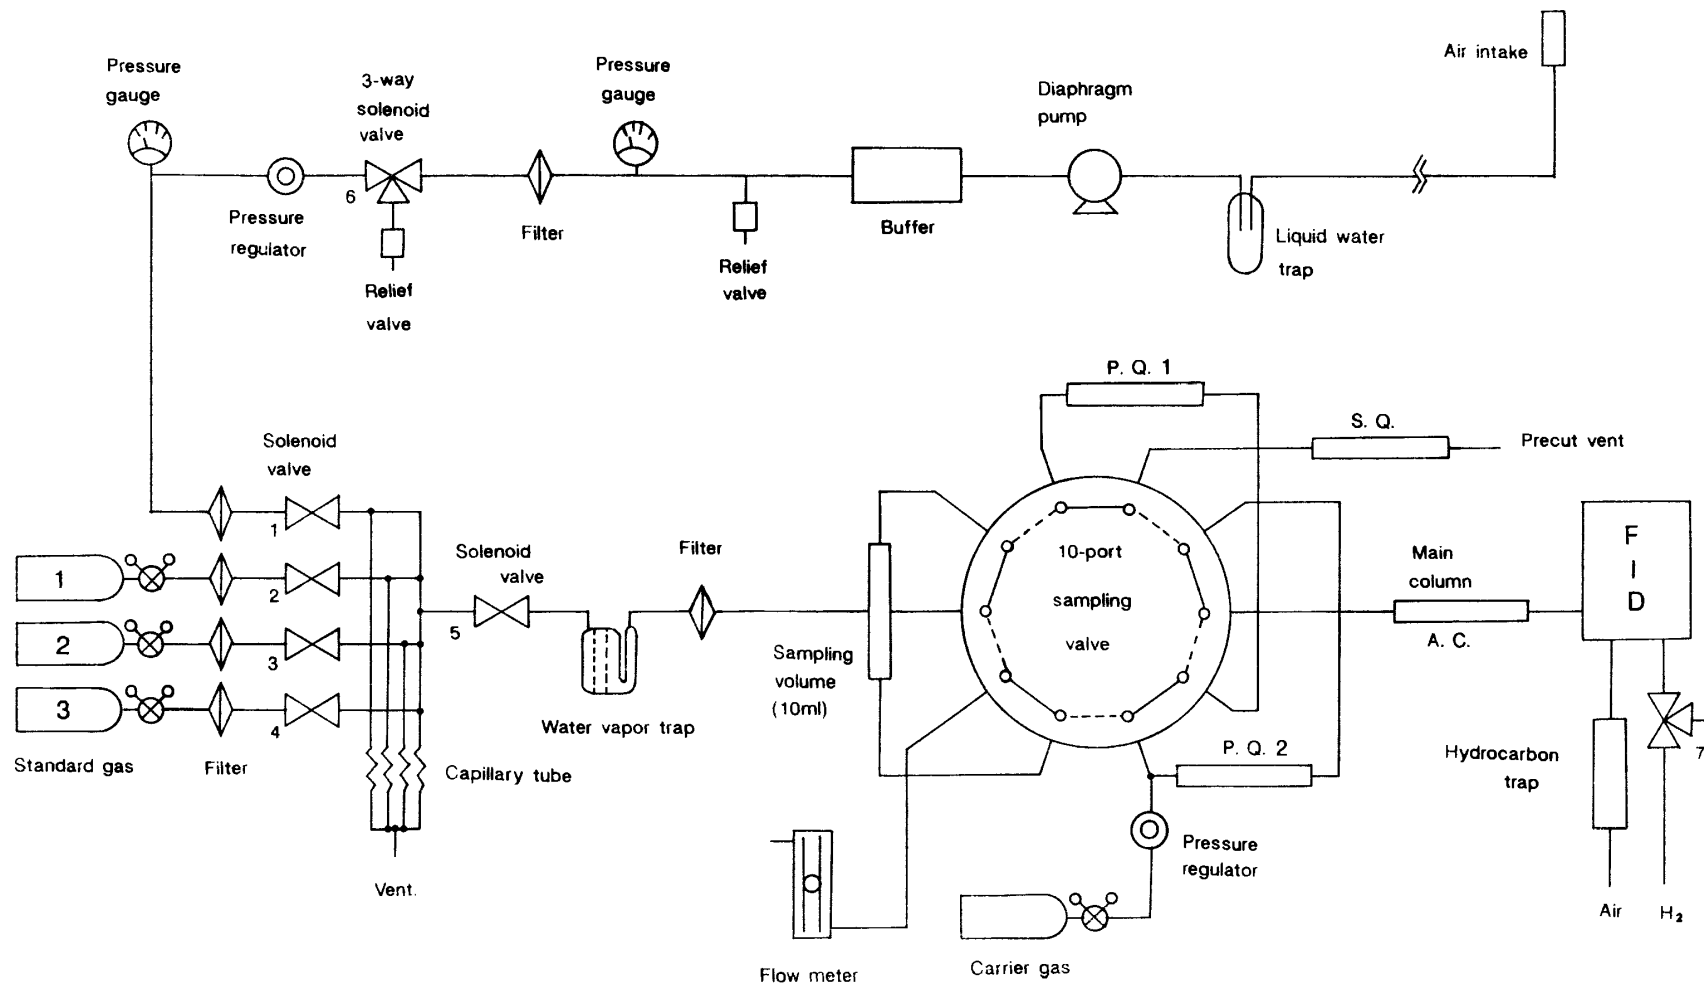 Air intake
Pressure
gauge
3-way
solenoid
valve
Pressure
gauge
Diaphragm
pump
6
Pressure
regulator
Relief
valve
Filter
Relief
valve
Buffer
Liquid water
trap
P. Q. 1
S. Q.
Precut vent
Solenoid
valve
1
2
3
4
1
2
3
Standard gas
Filter
Capillary tube
Vent.
Solenoid
valve
5
Water vapor trap
Filter
Sampling
volume
(10ml)
10-port
sampling
valve
P. Q. 2
Main
column
A. C.
F
I
D
7
Hydrocarbon
trap
Air
H₂
Pressure
regulator
Flow meter
Carrier gas